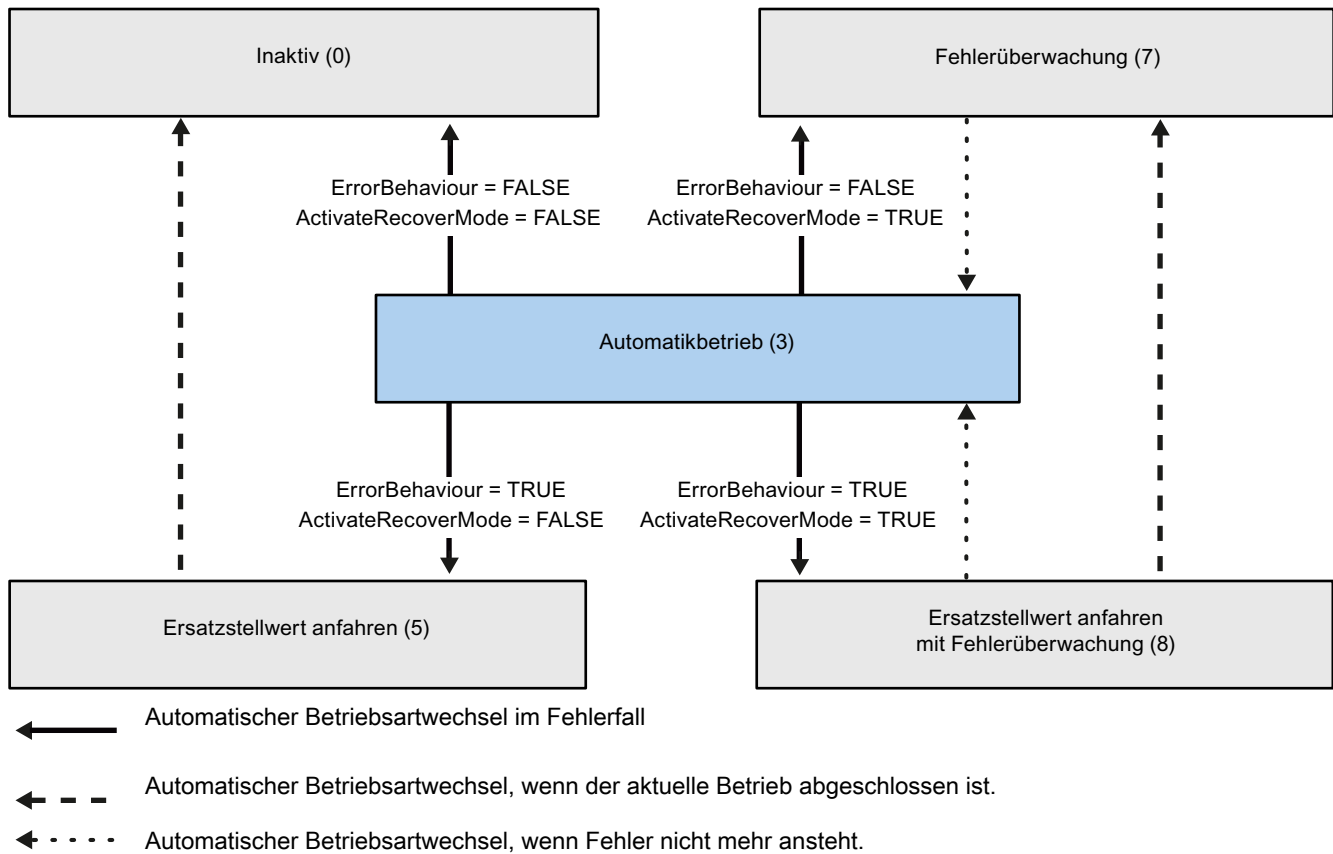 Inaktiv (0)
Fehlerüberwachung (7)
ErrorBehaviour = FALSE
ActivateRecoverMode = FALSE
ErrorBehaviour = FALSE
ActivateRecoverMode = TRUE
Automatikbetrieb (3)
ErrorBehaviour = TRUE
ActivateRecoverMode = FALSE
ErrorBehaviour = TRUE
ActivateRecoverMode = TRUE
Ersatzstellwert anfahren (5)
Ersatzstellwert anfahren
mit Fehlerüberwachung (8)
Automatischer Betriebsartwechsel im Fehlerfall
Automatischer Betriebsartwechsel, wenn der aktuelle Betrieb abgeschlossen ist.
Automatischer Betriebsartwechsel, wenn Fehler nicht mehr ansteht.